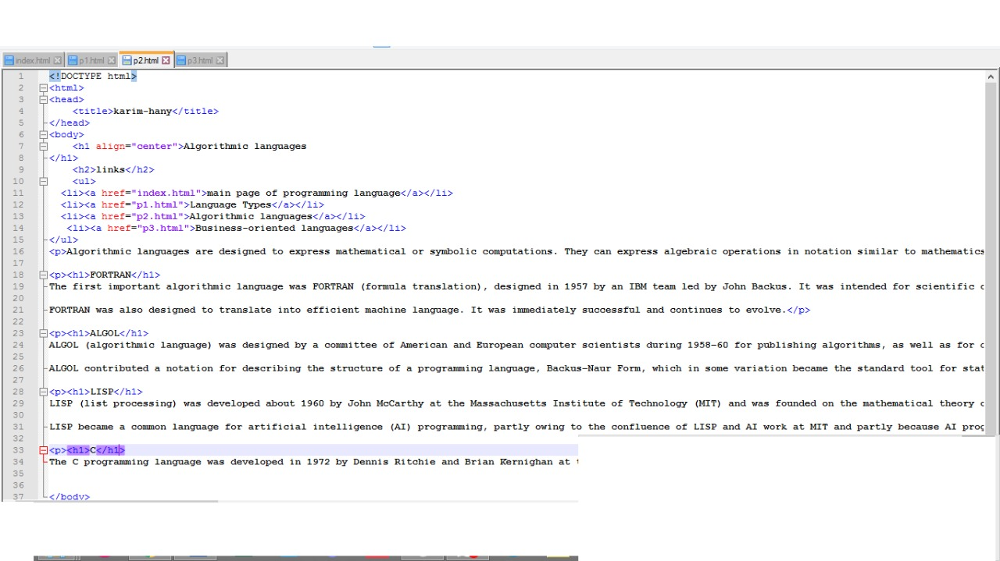 index.html p1.html p2.html p3.html
1 <!DOCTYPE html>
2 <html>
3 <head>
4 <title>karim-hany</title>
5 </head>
6 <body>
7 <h1 align="center">Algorithmic languages
8 </h1>
9 <h2>links</h2>
10 <ul>
11 <li><a href="index.html">main page of programming language</a></li>
12 <li><a href="p1.html">Language Types</a></li>
13 <li><a href="p2.html">Algorithmic languages</a></li>
14 <li><a href="p3.html">Business-oriented languages</a></li>
15 </ul>
16 <p>Algorithmic languages are designed to express mathematical or symbolic computations. They can express algebraic operations in notation similar to mathematics
17
18 <p><h1>FORTRAN</h1>
19 The first important algorithmic language was FORTRAN (formula translation), designed in 1957 by an IBM team led by John Backus. It was intended for scientific
20
21 FORTRAN was also designed to translate into efficient machine language. It was immediately successful and continues to evolve.</p>
22
23 <p><h1>ALGOL</h1>
24 ALGOL (algorithmic language) was designed by a committee of American and European computer scientists during 1958–60 for publishing algorithms, as well as for
25
26 ALGOL contributed a notation for describing the structure of a programming language, Backus–Naur Form, which in some variation became the standard tool for stat
27
28 <p><h1>LISP</h1>
29 LISP (list processing) was developed about 1960 by John McCarthy at the Massachusetts Institute of Technology (MIT) and was founded on the mathematical theory
30
31 LISP became a common language for artificial intelligence (AI) programming, partly owing to the confluence of LISP and AI work at MIT and partly because AI prog
32
33 <p><h1>C</h1>
34 The C programming language was developed in 1972 by Dennis Ritchie and Brian Kernighan at
35
36
37 </body>